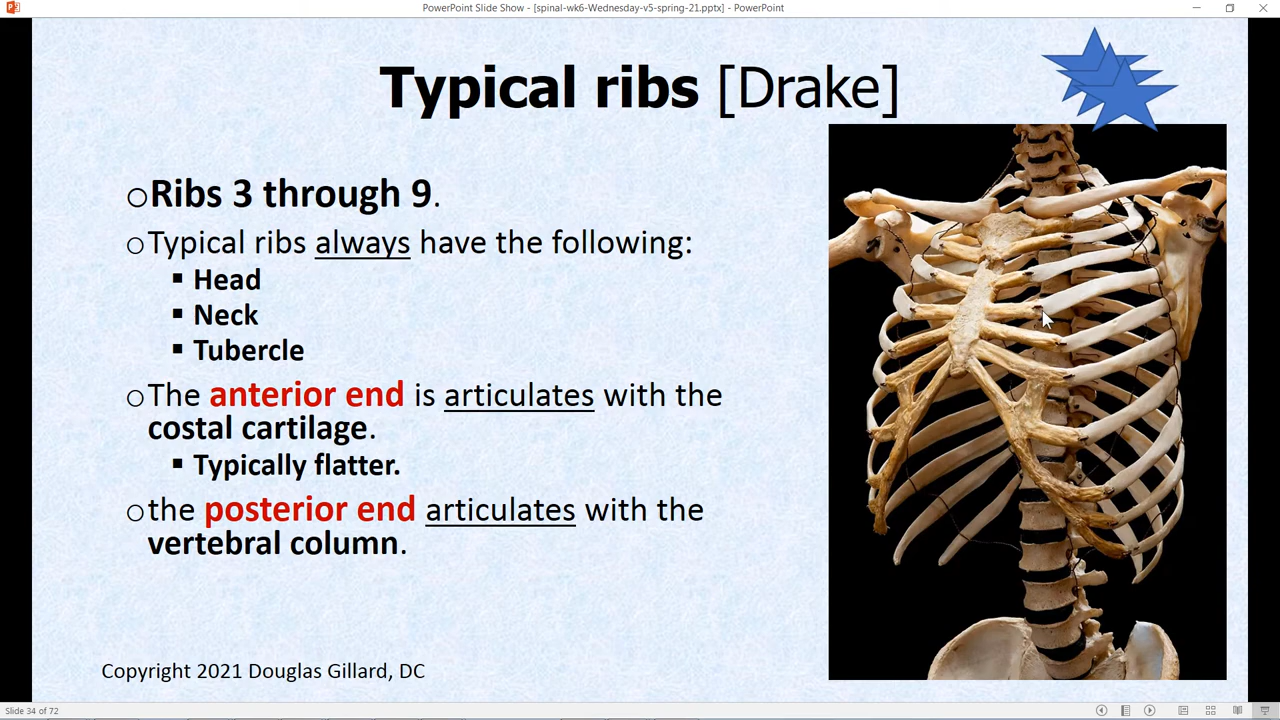 PowerPoint Slide Show - [spinal-wk6-Wednesday-v5-spring-21.pptx] - PowerPoint
Typical ribs [Drake]
Ribs 3 through 9.
Typical ribs always have the following:
Head
Neck
Tubercle
The anterior end is articulates with the
costal cartilage.
Typically flatter.
the posterior end articulates with the
vertebral column.
Copyright 2021 Douglas Gillard, DC
Slide 34 of 72